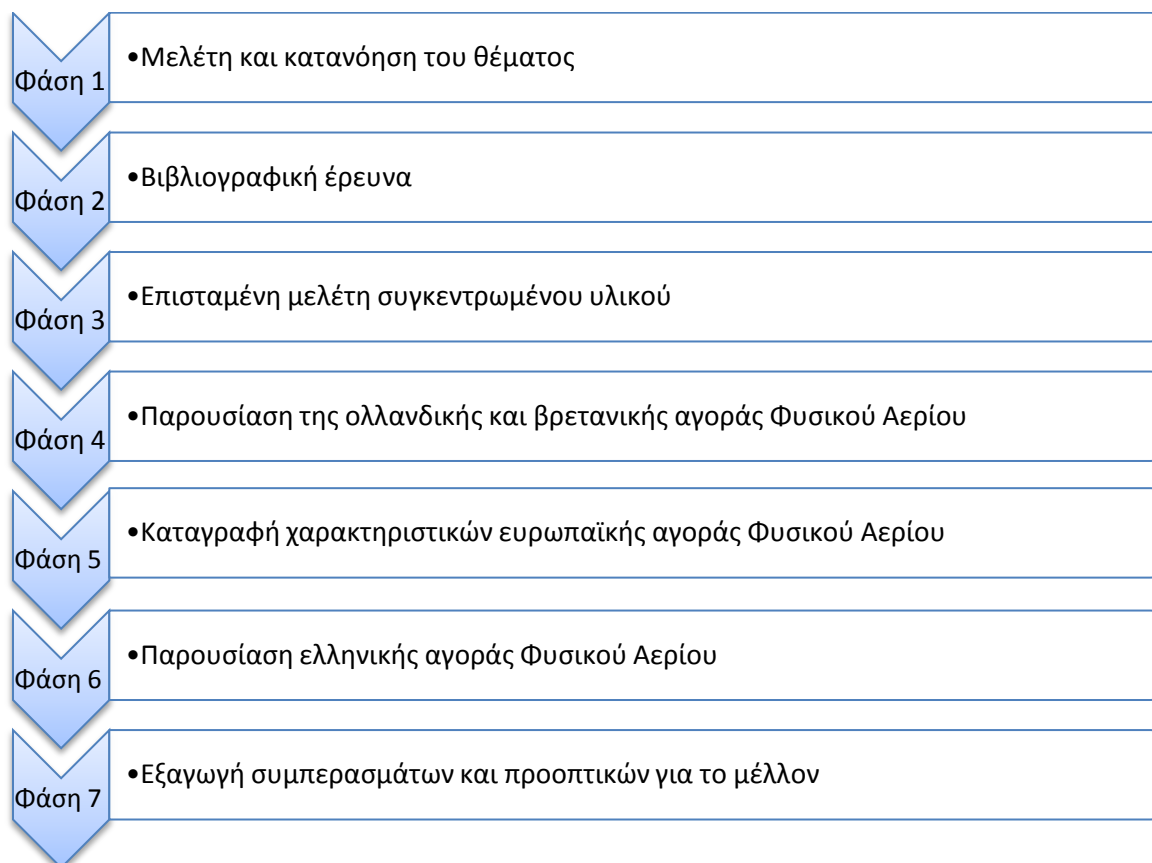 Φάση 1
•Μελέτη και κατανόηση του θέματος
Φάση 2
•Βιβλιογραφική έρευνα
Φάση 3
•Επισταμένη μελέτη συγκεντρωμένου υλικού
Φάση 4
•Παρουσίαση της ολλανδικής και βρετανικής αγοράς Φυσικού Αερίου
Φάση 5
•Καταγραφή χαρακτηριστικών ευρωπαϊκής αγοράς Φυσικού Αερίου
Φάση 6
•Παρουσίαση ελληνικής αγοράς Φυσικού Αερίου
Φάση 7
•Εξαγωγή συμπερασμάτων και προοπτικών για το μέλλον